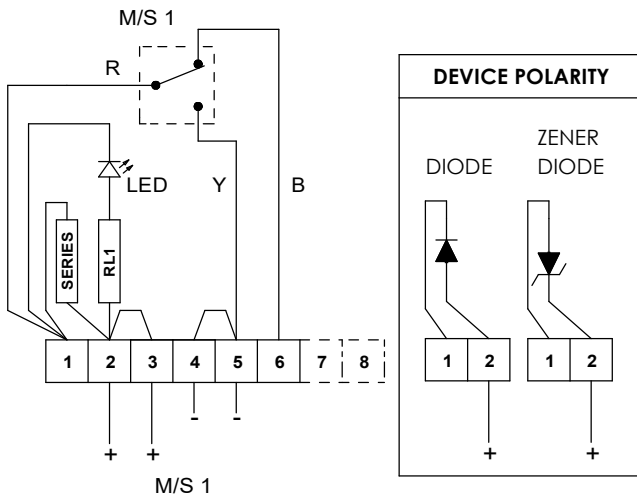 M/S 1
R
LED
Y
B
SERIES
RL1
1 2 3 4 5 6 7 8
- -
+ +
M/S 1
DEVICE POLARITY
DIODE
ZENER
DIODE
1 2 1 2
+ +